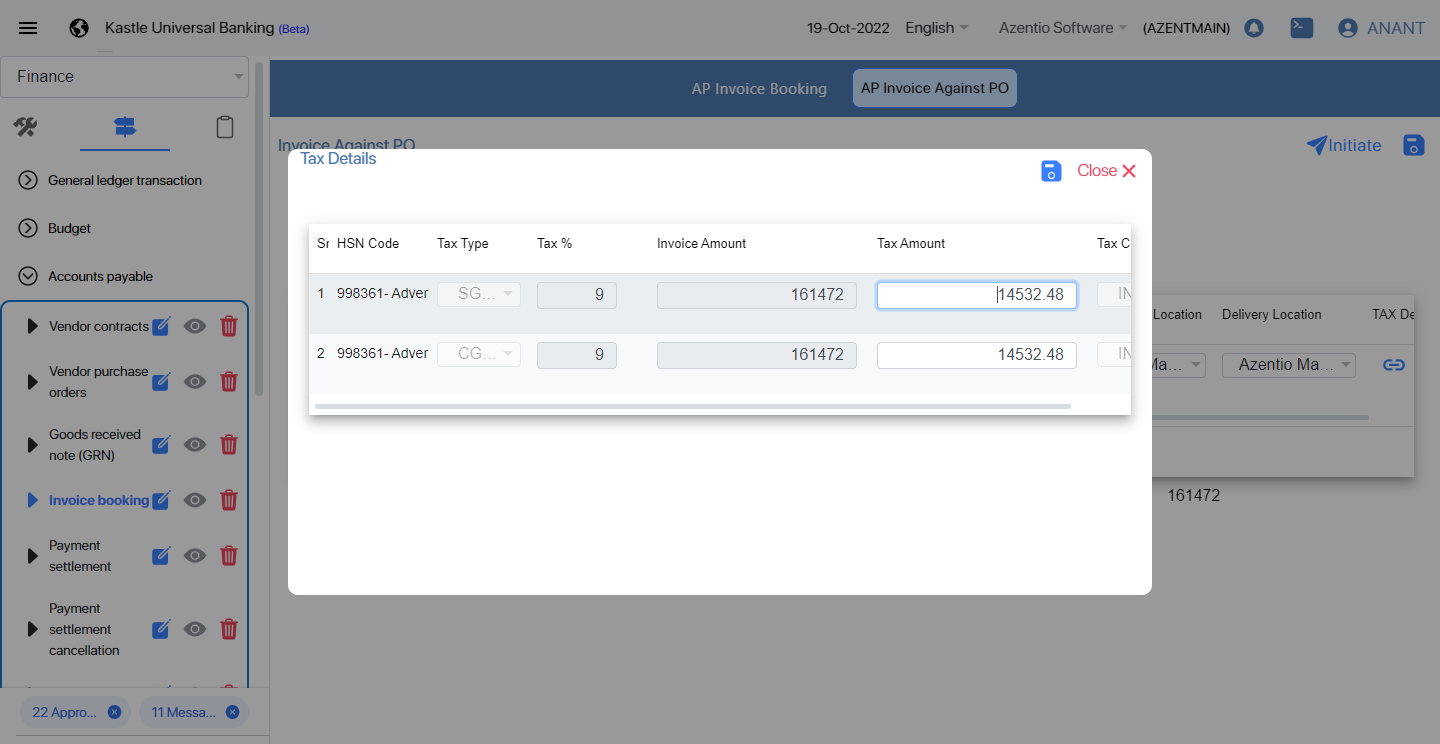 Kastle Universal Banking (Beta)
19-Oct-2022 English Azentio Software (AZENTMAIN) ANANT
Finance
AP Invoice Booking AP Invoice Against PO
Invoice Against PO
Initiate
Tax Details
Close
General ledger transaction
Budget
Accounts payable
Vendor contracts
Vendor purchase
orders
Goods received
note (GRN)
Invoice booking
Payment
settlement
Payment
settlement
cancellation
22 Appro... 11 Messa...
Sr HSN Code Tax Type Tax % Invoice Amount Tax Amount Tax C
1 998361- Adver SG... 9 161472 14532.48 IN
2 998361- Adver CG... 9 161472 14532.48 IN
Location Delivery Location TAX De
Ma... Azentio Ma...
161472